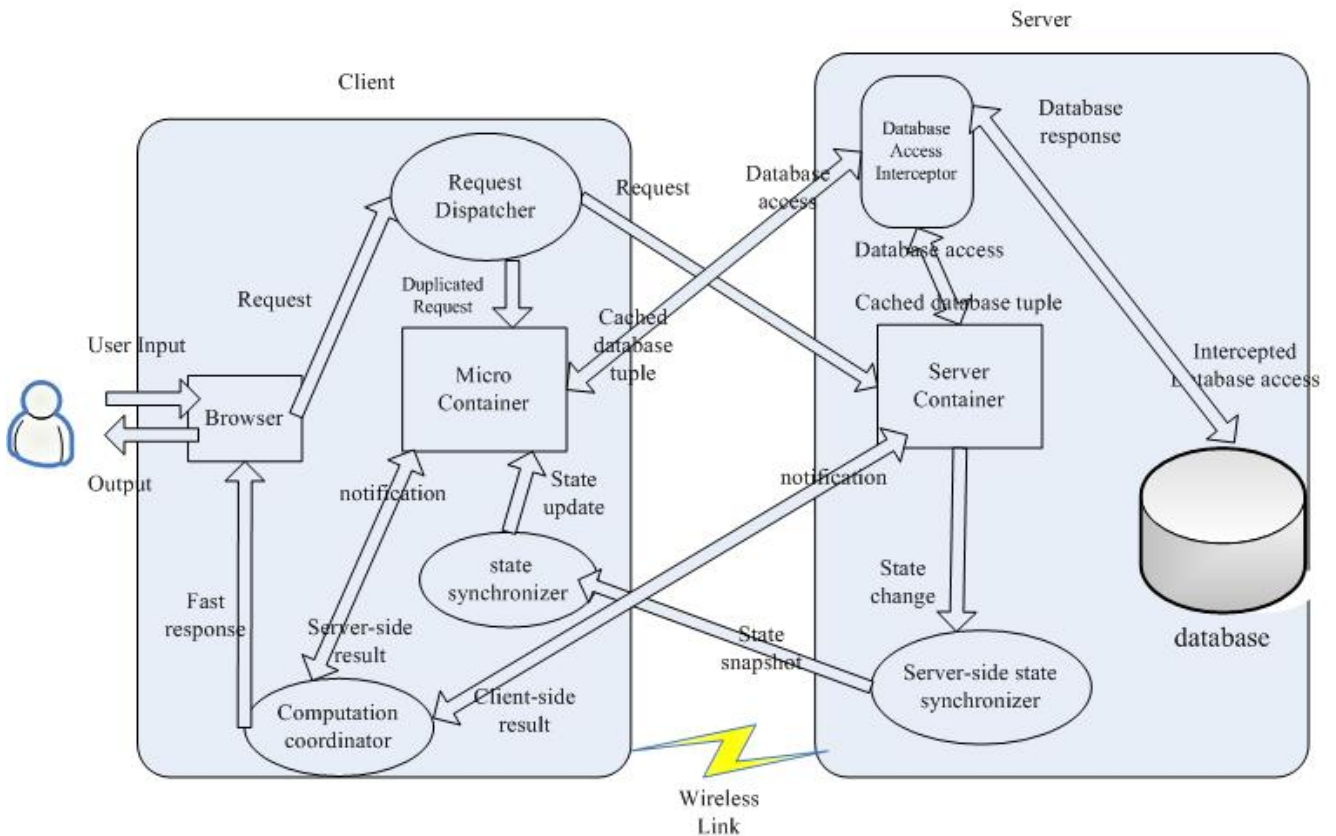 Server
Client
Database
Access
Interceptor
Database
response
Request
Dispatcher
Request
Database
access
Database access
Duplicated
Request
Request
Cached
database
tuple
Cached database tuple
User Input
Micro
Container
Server
Container
Intercepted
Database access
Browser
Output
notification
State
update
notification
state
synchronizer
State
change
Fast
response
Server-side
result
State
snapshot
database
Server-side state
synchronizer
Client-side
result
Computation
coordinator
Wireless
Link